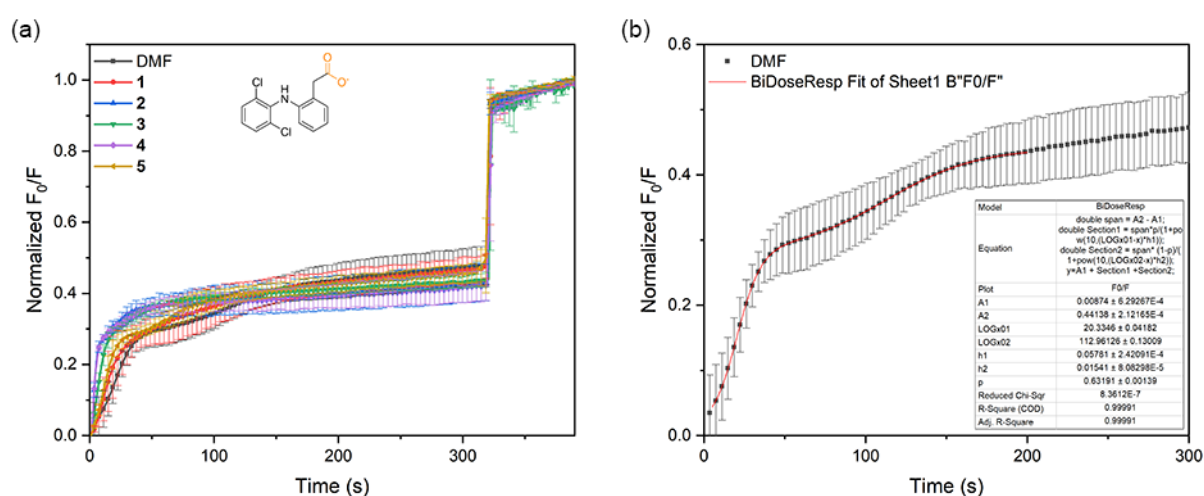 (a)
Normalized F0/F
1.0
0.8
0.6
0.4
0.2
0.0
0
100
200
300
Time (s)
DMF
1
2
3
4
5
Cl
H
N
Cl
O
O-
(b)
Normalized F0/F
0.6
0.4
0.2
0.0
0
100
200
300
Time (s)
DMF
BiDoseResp Fit of Sheet1 B"F0/F"
Model BiDoseResp
Equation
double span = A2 - A1;
double Section1 = span*p/(1+po
w(10,(LOGx01-x)*h1));
double Section2 = span* (1-p)/(
1+pow(10,(LOGx02-x)*h2));
y=A1 + Section1 +Section2;
Plot F0/F
A1 0.00874 ± 6.29267E-4
A2 0.44138 ± 2.12165E-4
LOGx01 20.3346 ± 0.04182
LOGx02 112.96126 ± 0.13009
h1 0.05781 ± 2.42091E-4
h2 0.01541 ± 8.08298E-5
p 0.63191 ± 0.00139
Reduced Chi-Sqr 8.3612E-7
R-Square (COD) 0.99991
Adj. R-Square 0.99991